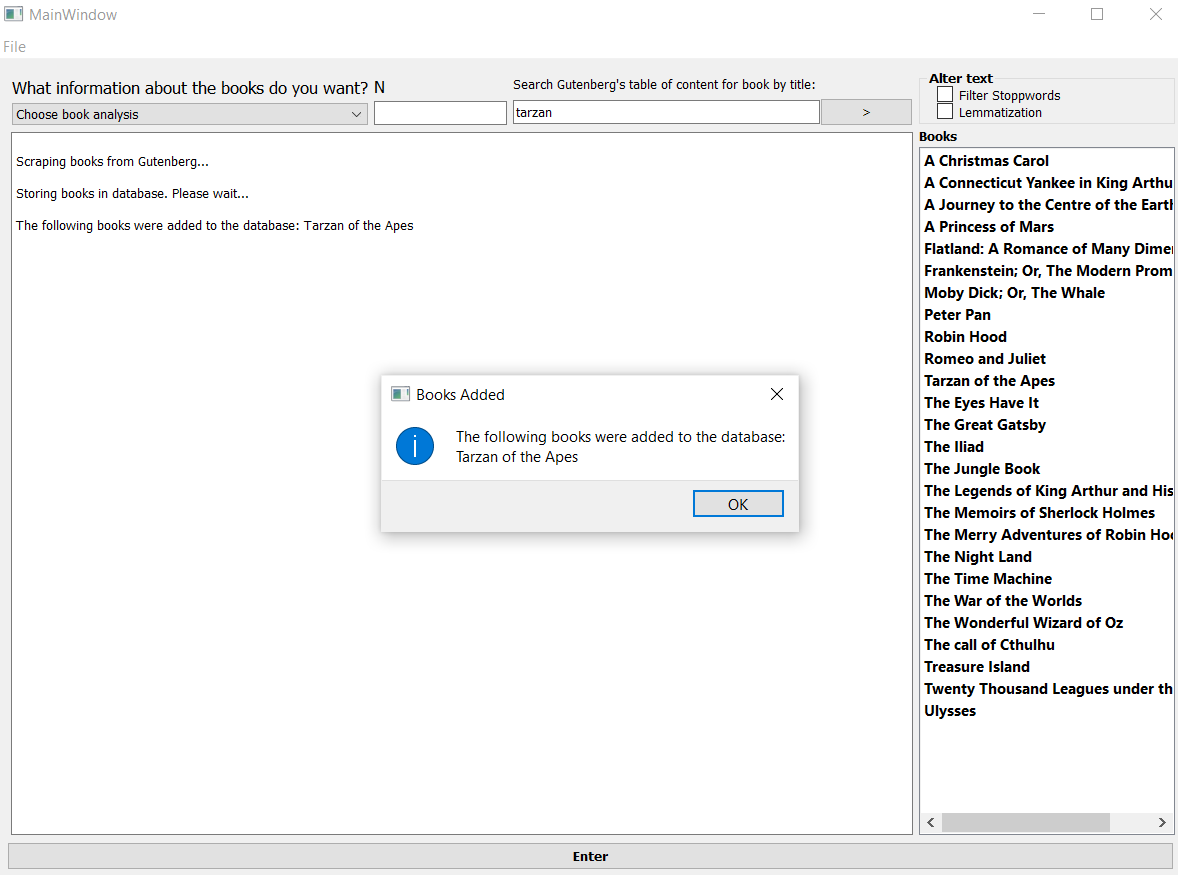 MainWindow
File
What information about the books do you want?
N
Search Gutenberg's table of content for book by title:
Choose book analysis
tarzan
>
Alter text
Filter Stoppwords
Lemmatization
Scraping books from Gutenberg...
Storing books in database. Please wait...
The following books were added to the database: Tarzan of the Apes
Books Added
The following books were added to the database:
Tarzan of the Apes
OK
Books
A Christmas Carol
A Connecticut Yankee in King Arthu
A Journey to the Centre of the Eart
A Princess of Mars
Flatland: A Romance of Many Dime
Frankenstein; Or, The Modern Prom
Moby Dick; Or, The Whale
Peter Pan
Robin Hood
Romeo and Juliet
Tarzan of the Apes
The Eyes Have It
The Great Gatsby
The Iliad
The Jungle Book
The Legends of King Arthur and His
The Memoirs of Sherlock Holmes
The Merry Adventures of Robin Hoo
The Night Land
The Time Machine
The War of the Worlds
The Wonderful Wizard of Oz
The call of Cthulhu
Treasure Island
Twenty Thousand Leagues under th
Ulysses
Enter